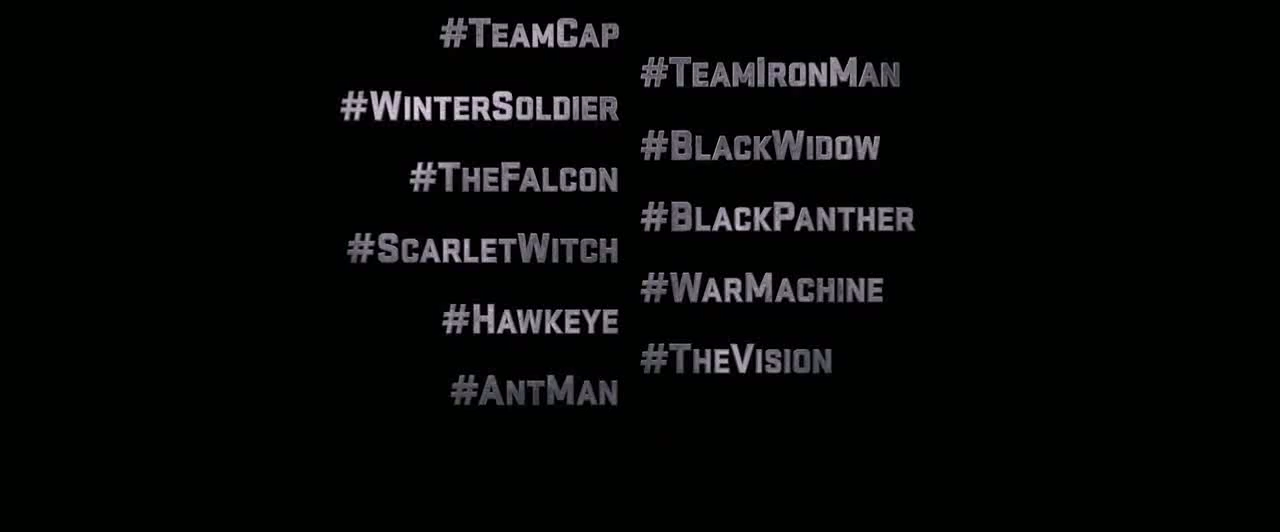 #TeamCap
#TeamIronMan
#WinterSoldier
#BlackWidow
#TheFalcon
#BlackPanther
#ScarletWitch
#WarMachine
#Hawkeye
#TheVision
#AntMan